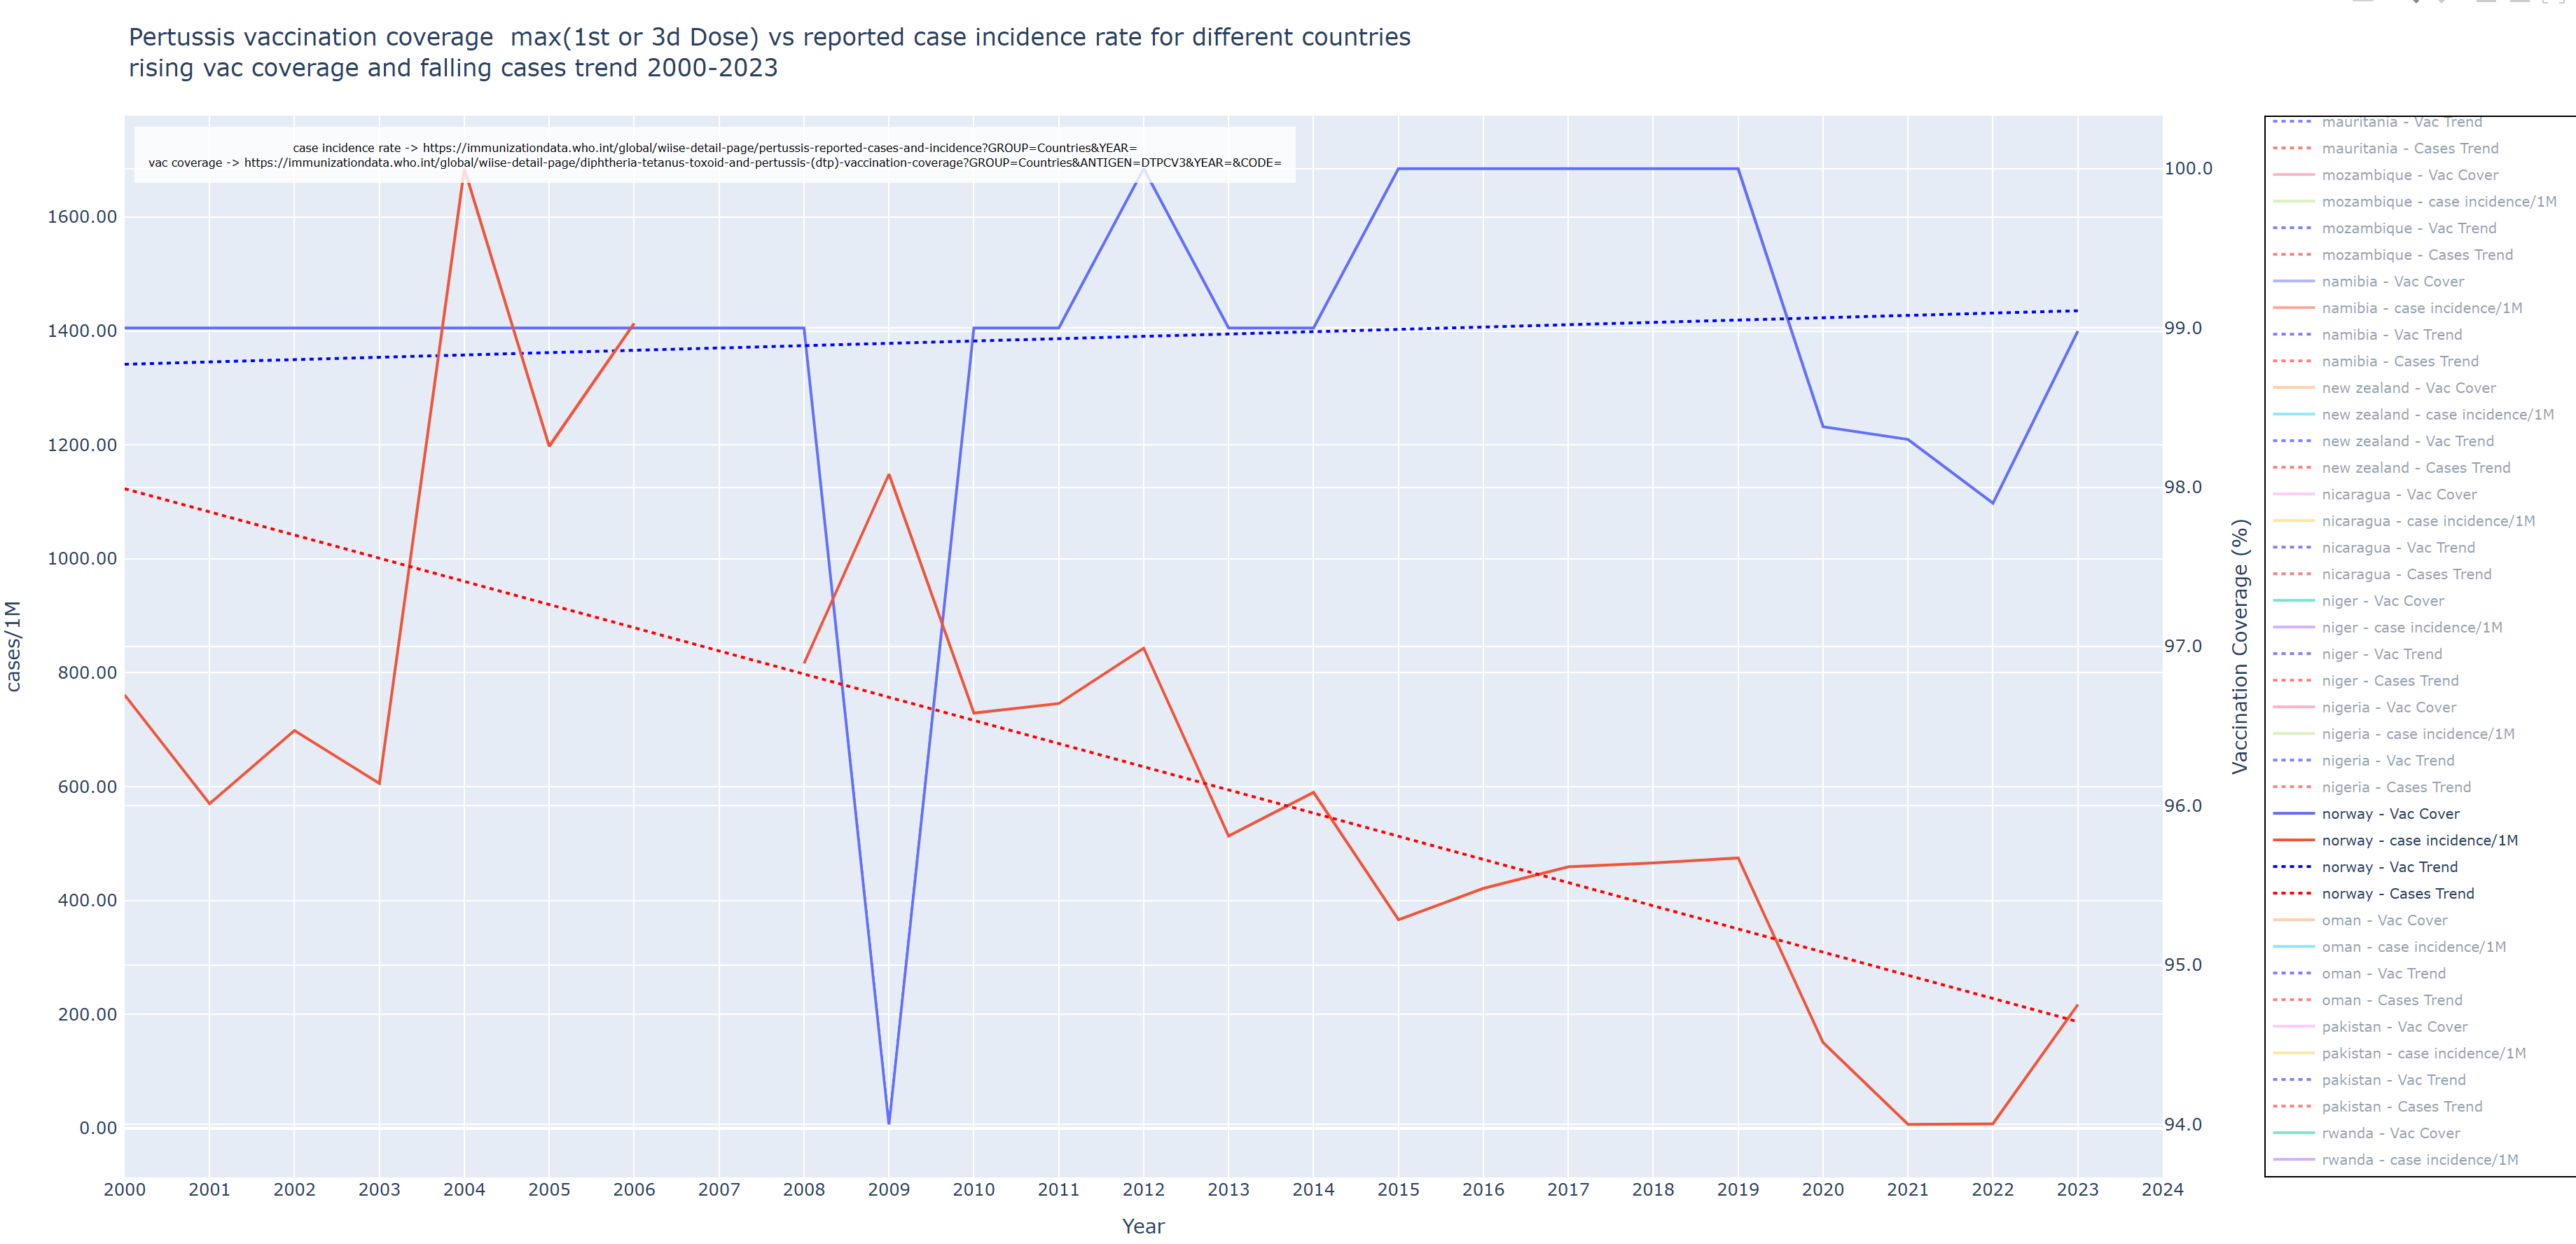 Pertussis vaccination coverage  max(1st or 3d Dose) vs reported case incidence rate for different countries
rising vac coverage and falling cases trend 2000-2023
case incidence rate -> https://immunizationdata.who.int/global/wiise-detail-page/pertussis-reported-cases-and-incidence?GROUP=Countries&YEAR=
vac coverage -> https://immunizationdata.who.int/global/wiise-detail-page/diphtheria-tetanus-toxoid-and-pertussis-(dtp)-vaccination-coverage?GROUP=Countries&ANTIGEN=DTPCV3&YEAR=&CODE=
1600.00
1400.00
1200.00
1000.00
800.00
600.00
400.00
200.00
0.00
cases/1M
2000 2001 2002 2003 2004 2005 2006 2007 2008 2009 2010 2011 2012 2013 2014 2015 2016 2017 2018 2019 2020 2021 2022 2023 2024
Year
100.0
99.0
98.0
97.0
96.0
95.0
94.0
Vaccination Coverage (%)
mauritania - Vac Trend
mauritania - Cases Trend
mozambique - Vac Cover
mozambique - case incidence/1M
mozambique - Vac Trend
mozambique - Cases Trend
namibia - Vac Cover
namibia - case incidence/1M
namibia - Vac Trend
namibia - Cases Trend
new zealand - Vac Cover
new zealand - case incidence/1M
new zealand - Vac Trend
new zealand - Cases Trend
nicaragua - Vac Cover
nicaragua - case incidence/1M
nicaragua - Vac Trend
nicaragua - Cases Trend
niger - Vac Cover
niger - case incidence/1M
niger - Vac Trend
niger - Cases Trend
nigeria - Vac Cover
nigeria - case incidence/1M
nigeria - Vac Trend
nigeria - Cases Trend
norway - Vac Cover
norway - case incidence/1M
norway - Vac Trend
norway - Cases Trend
oman - Vac Cover
oman - case incidence/1M
oman - Vac Trend
oman - Cases Trend
pakistan - Vac Cover
pakistan - case incidence/1M
pakistan - Vac Trend
pakistan - Cases Trend
rwanda - Vac Cover
rwanda - case incidence/1M